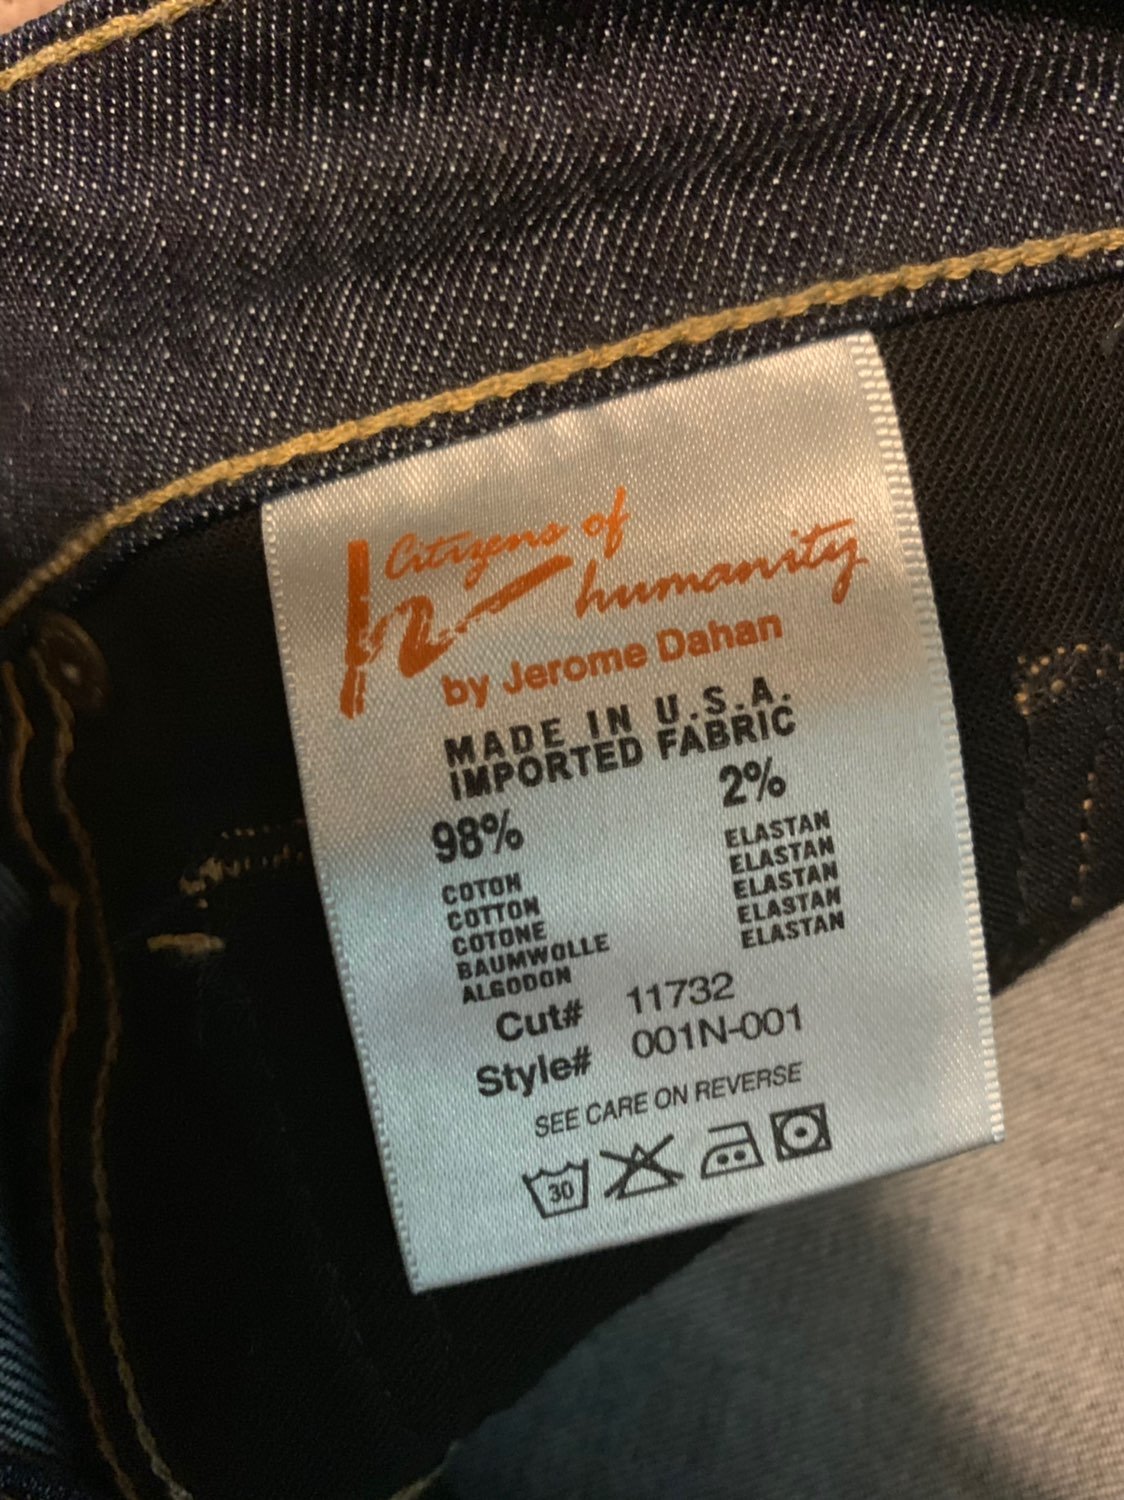 Citizens of
humanity
by Jerome Dahan
MADE IN U.S.A.
IMPORTED FABRIC
98% 2%
COTON ELASTAN
COTTON ELASTAN
COTONE ELASTAN
BAUMWOLLE ELASTAN
ALGODON ELASTAN
Cut# 11732
Style# 001N-001
SEE CARE ON REVERSE
30